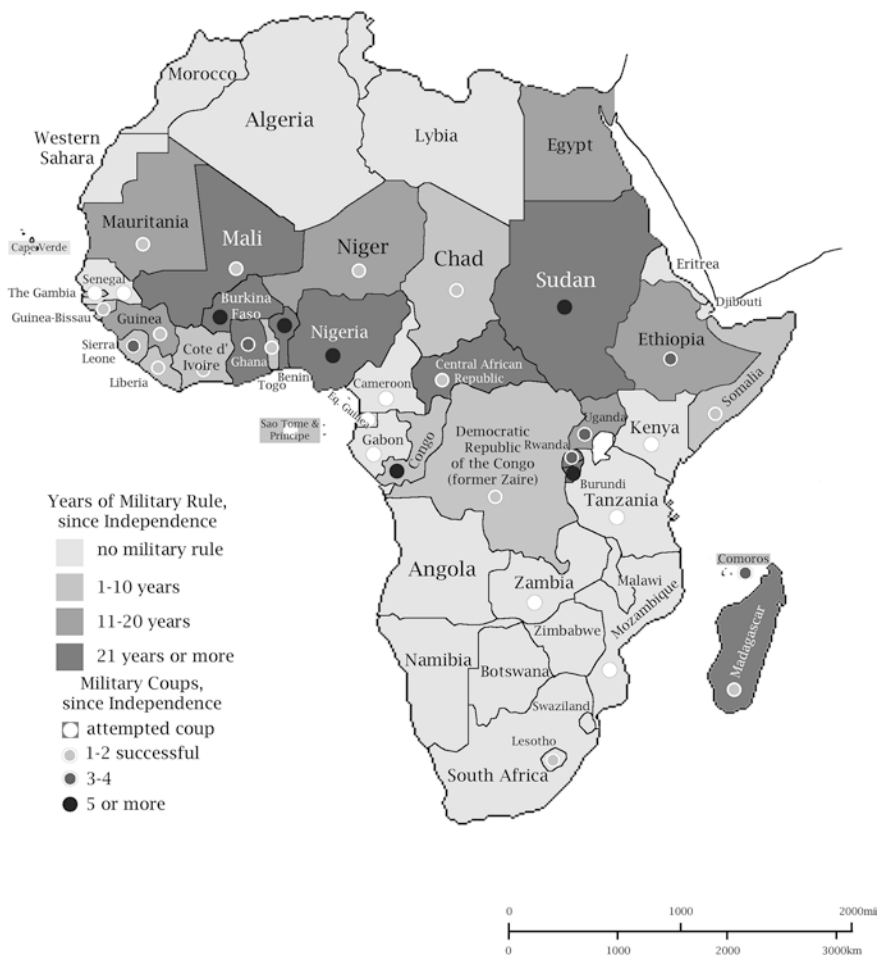 Morocco
Algeria
Lybia
Egypt
Western
Sahara
Mauritania
Mali
Niger
Chad
Sudan
Eritrea
Djibouti
Cape Verde
Senegal
The Gambia
Guinea-Bissau
Guinea
Sierra
Leone
Liberia
Cote d'
Ivoire
Burkina
Faso
Ghana
Togo
Benin
Nigeria
Cameroon
Eq. Guinea
Sao Tome &
Principe
Gabon
Congo
Central African
Republic
Ethiopia
Somalia
Democratic
Republic
of the Congo
(former Zaire)
Uganda
Rwanda
Burundi
Kenya
Tanzania
Angola
Zambia
Malawi
Mozambique
Zimbabwe
Namibia
Botswana
Swaziland
Lesotho
South Africa
Comoros
Madagascar
Years of Military Rule,
since Independence
no military rule
1-10 years
11-20 years
21 years or more
Military Coups,
since Independence
attempted coup
1-2 successful
3-4
5 or more
0 1000 2000mii
0 1000 2000 3000km